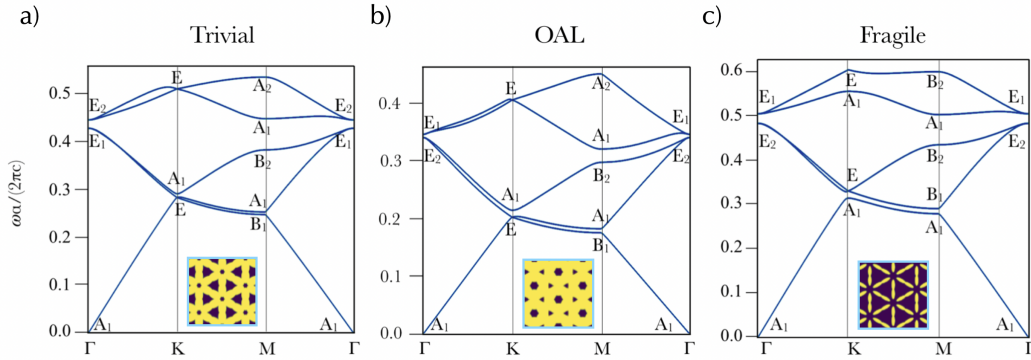 a)
Trivial
ωa/(2πc)
0.5
0.4
0.3
0.2
0.1
0.0
E₂
E₁
E
A₁
E
A₂
A₁
B₂
A₁
B₁
E₂
E₁
A₁
A₁
Γ
K
M
Γ
b)
OAL
0.4
0.3
0.2
0.1
0.0
E₁
E₂
E
A₁
E
A₂
A₁
B₂
A₁
B₁
E₁
E₂
A₁
A₁
Γ
K
M
Γ
c)
Fragile
0.6
0.5
0.4
0.3
0.2
0.1
0.0
E₁
E₂
E
A₁
E
A₁
B₂
A₁
B₂
B₁
A₁
E₁
E₂
A₁
A₁
Γ
K
M
Γ